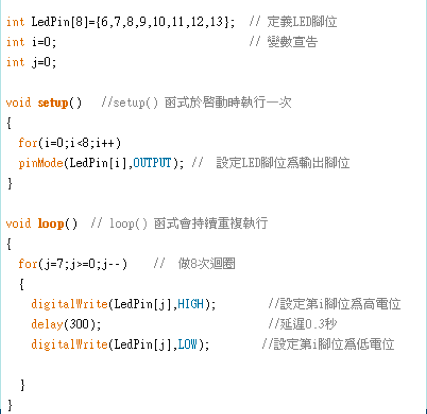 int LedPin[8]={6,7,8,9,10,11,12,13};  // 定義LED腳位
int i=0;                              // 變數宣告
int j=0;
void setup()   //setup() 函式於啟動時執行一次
{
  for(i=0;i<8;i++)
  pinMode(LedPin[i],OUTPUT); //  設定LED腳位為輸出腳位
}
void loop()  // loop() 函式會持續重複執行
{
  for(j=7;j>=0;j--)    //  做8次迴圈
  {
    digitalWrite(LedPin[j],HIGH);        //設定第i腳位為高電位
    delay(300);                          //延遲0.3秒
    digitalWrite(LedPin[j],LOW);        //設定第i腳位為低電位
  }
}